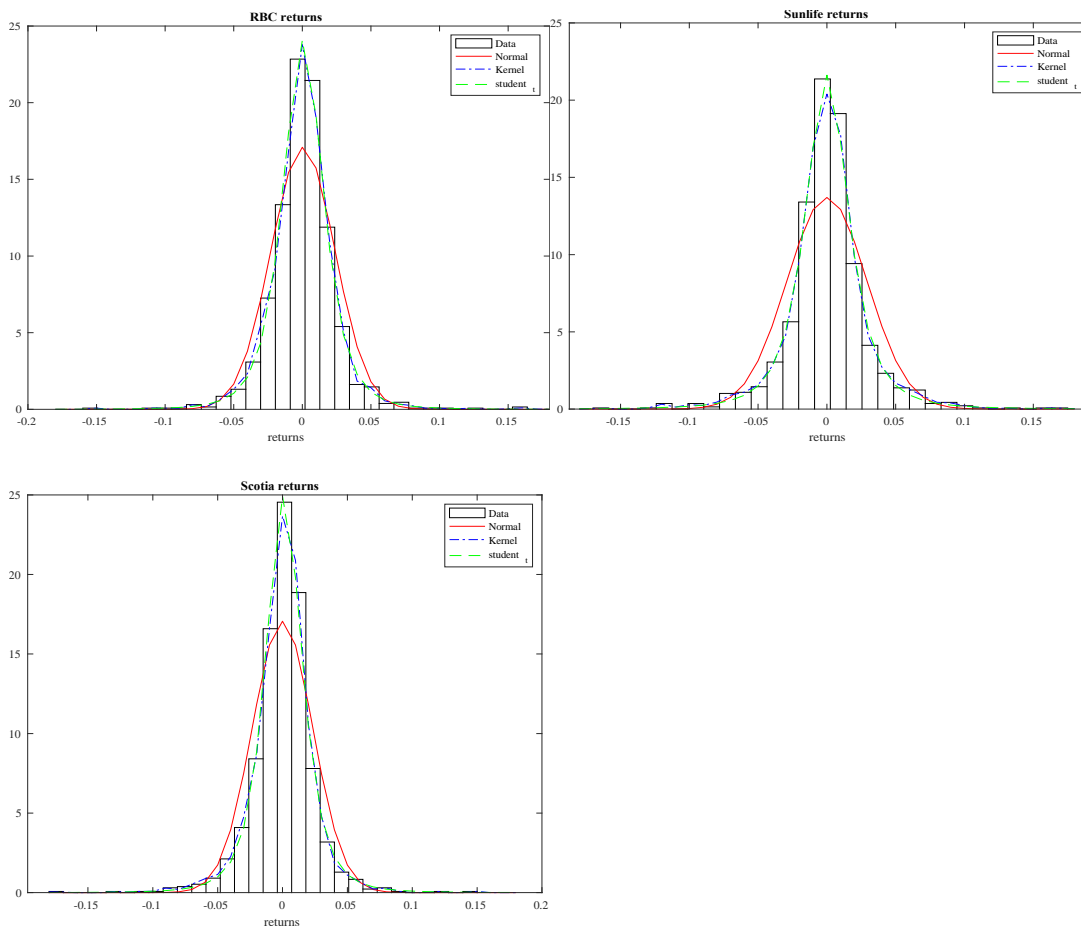 RBC returns
25
20
15
10
5
0
-0.2
-0.15
-0.1
-0.05
0
0.05
0.1
0.15
returns
Data
Normal
Kernel
student t
Sunlife returns
25
20
15
10
5
0
-0.15
-0.1
-0.05
0
0.05
0.1
0.15
returns
Data
Normal
Kernel
student t
Scotia returns
25
20
15
10
5
0
-0.15
-0.1
-0.05
0
0.05
0.1
0.15
0.2
returns
Data
Normal
Kernel
student t